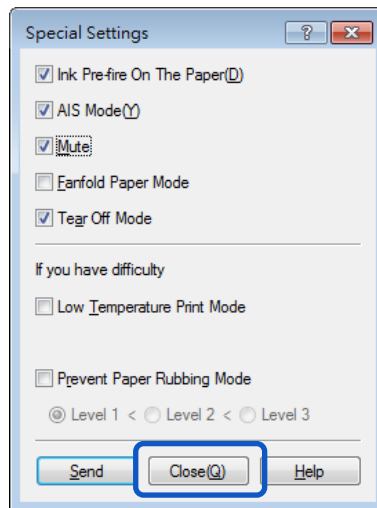 Special Settings
Ink Pre-fire On The Paper(D)
AIS Mode(Y)
Mute
Fanfold Paper Mode
Tear Off Mode
If you have difficulty
Low Temperature Print Mode
Prevent Paper Rubbing Mode
Level 1 < Level 2 < Level 3
Send Close(Q) Help